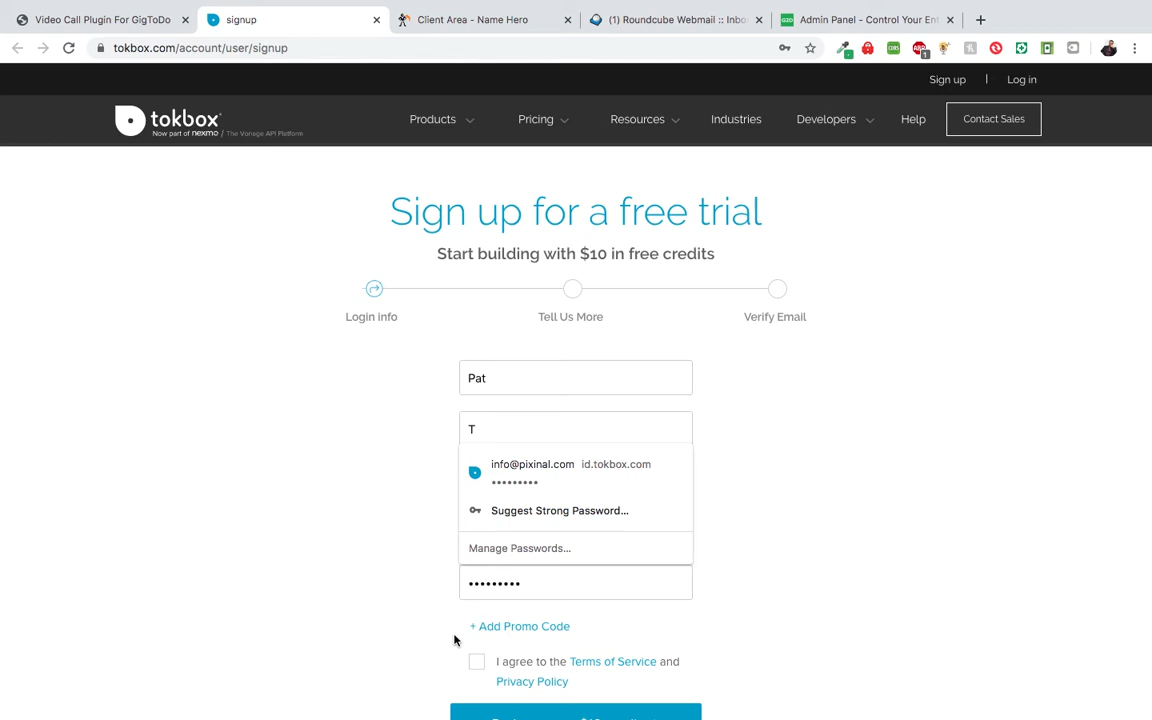 Video Call Plugin For GigToDo
signup
Client Area - Name Hero
(1) Roundcube Webmail :: Inbo
Admin Panel - Control Your Ent
tokbox.com/account/user/signup
Sign up | Log in
tokbox
Now part of nexmo / The Vonage API Platform
Products
Pricing
Resources
Industries
Developers
Help
Contact Sales
Sign up for a free trial
Start building with $10 in free credits
Login info
Tell Us More
Verify Email
Pat
T
info@pixinal.com id.tokbox.com
•••••••••
Suggest Strong Password...
Manage Passwords...
•••••••••
+ Add Promo Code
I agree to the Terms of Service and
Privacy Policy